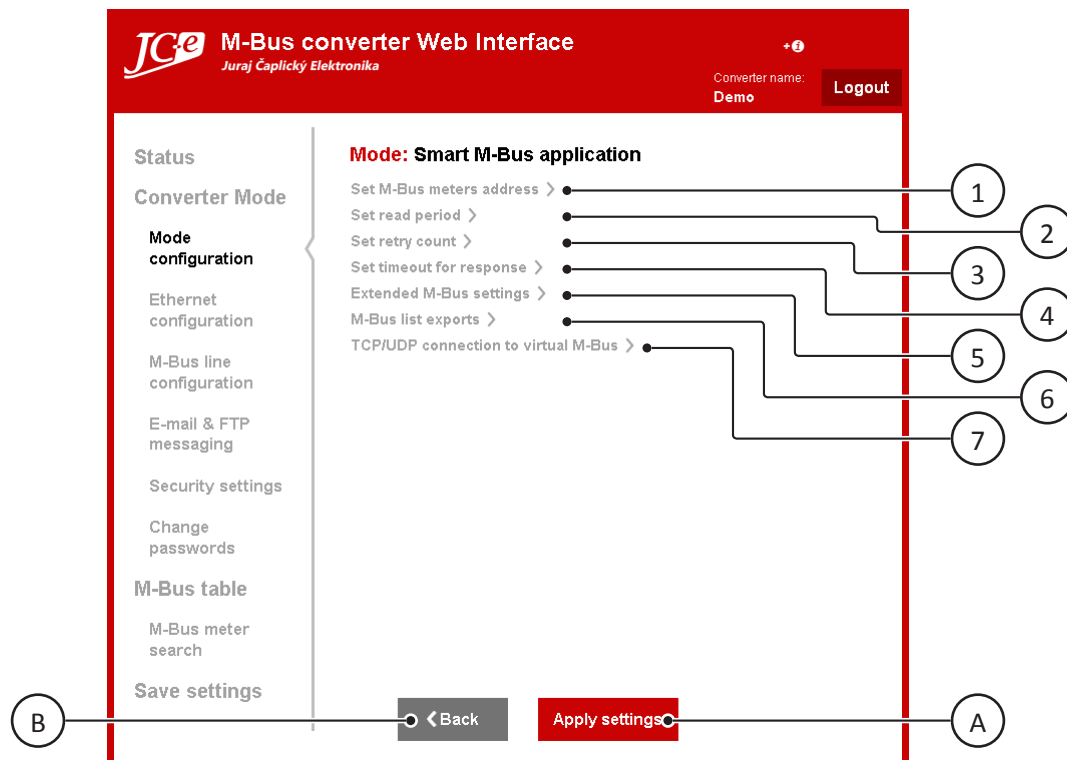 JC-e
M-Bus converter Web Interface
Juraj Čaplický Elektronika
+i
Converter name:
Demo
Logout
Status
Converter Mode
Mode
configuration
Ethernet
configuration
M-Bus line
configuration
E-mail & FTP
messaging
Security settings
Change
passwords
M-Bus table
M-Bus meter
search
Save settings
Mode: Smart M-Bus application
Set M-Bus meters address >
Set read period >
Set retry count >
Set timeout for response >
Extended M-Bus settings >
M-Bus list exports >
TCP/UDP connection to virtual M-Bus >
1
2
3
4
5
6
7
B
Back
Apply settings
A